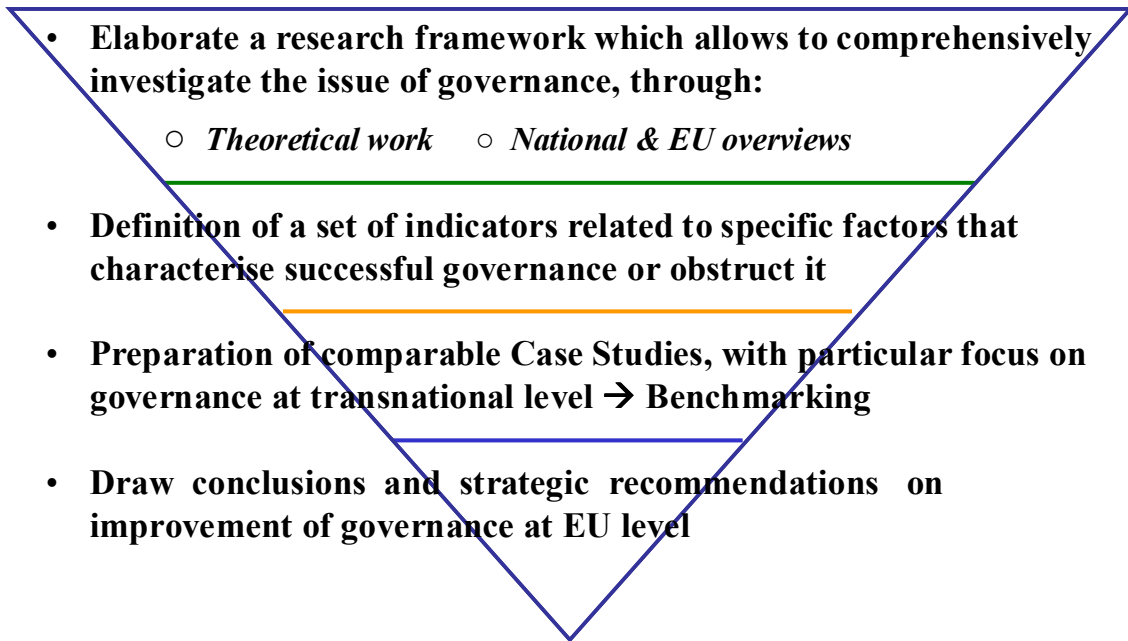 • Elaborate a research framework which allows to comprehensively
investigate the issue of governance, through:
○ Theoretical work ○ National & EU overviews
• Definition of a set of indicators related to specific factors that
characterise successful governance or obstruct it
• Preparation of comparable Case Studies, with particular focus on
governance at transnational level → Benchmarking
• Draw conclusions and strategic recommendations on
improvement of governance at EU level